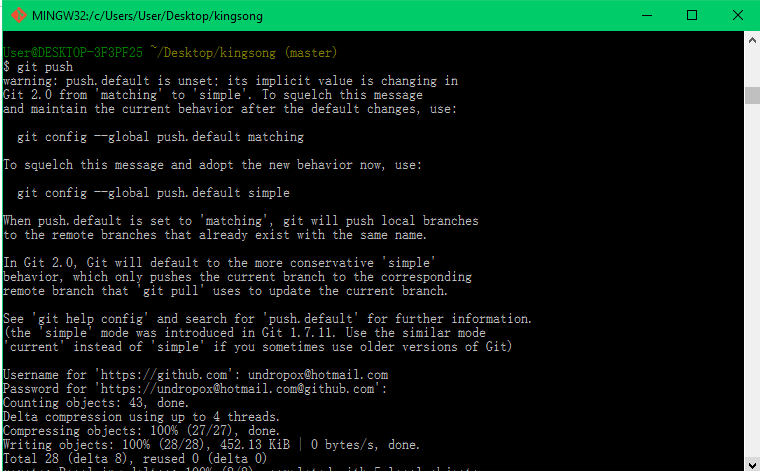 MINGW32:/c/Users/User/Desktop/kingsong
User@DESKTOP-3F3PF25 ~/Desktop/kingsong (master)
$ git push
warning: push.default is unset; its implicit value is changing in
Git 2.0 from 'matching' to 'simple'. To squelch this message
and maintain the current behavior after the default changes, use:
git config --global push.default matching
To squelch this message and adopt the new behavior now, use:
git config --global push.default simple
When push.default is set to 'matching', git will push local branches
to the remote branches that already exist with the same name.
In Git 2.0, Git will default to the more conservative 'simple'
behavior, which only pushes the current branch to the corresponding
remote branch that 'git pull' uses to update the current branch.
See 'git help config' and search for 'push.default' for further information.
(the 'simple' mode was introduced in Git 1.7.11. Use the similar mode
'current' instead of 'simple' if you sometimes use older versions of Git)
Username for 'https://github.com': undropox@hotmail.com
Password for 'https://undropox@hotmail.com@github.com':
Counting objects: 43, done.
Delta compression using up to 4 threads.
Compressing objects: 100% (27/27), done.
Writing objects: 100% (28/28), 452.13 KiB | 0 bytes/s, done.
Total 28 (delta 8), reused 0 (delta 0)